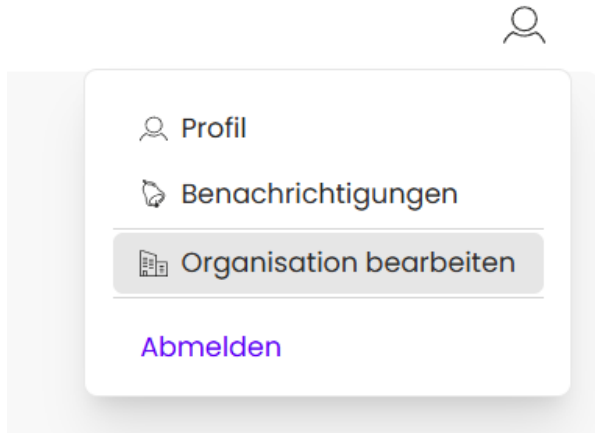 Profil
Benachrichtigungen
Organisation bearbeiten
Abmelden